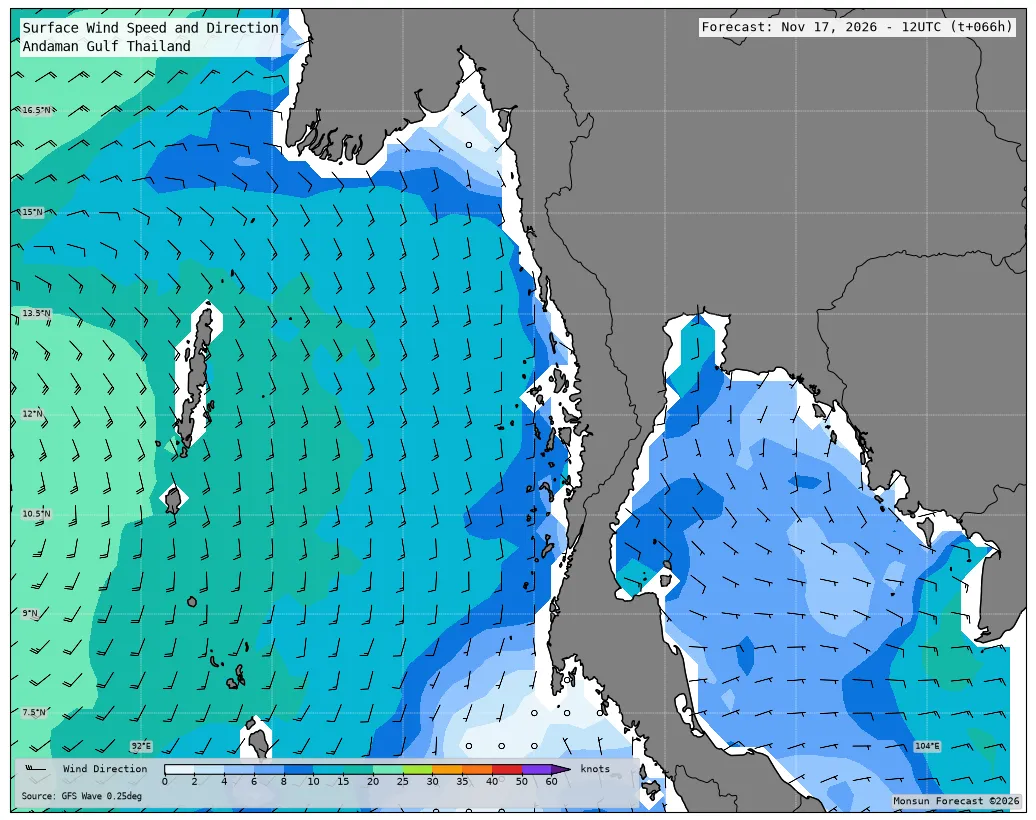 Surface Wind Speed and Direction
Andaman Gulf Thailand
Forecast: Nov 17, 2026 - 12UTC (t+066h)
16.5°N
15°N
13.5°N
12°N
10.5°N
9°N
7.5°N
92°E
104°E
Wind Direction
knots
0 2 4 6 8 10 15 20 25 30 35 40 50 60
Source: GFS Wave 0.25deg
Monsun Forecast ©2026